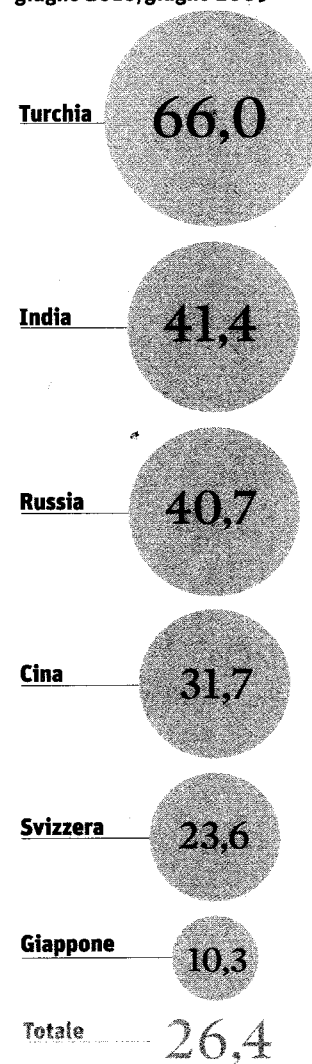 Turchia 66,0
India 41,4
Russia 40,7
Cina 31,7
Svizzera 23,6
Giappone 10,3
Totale 26,4